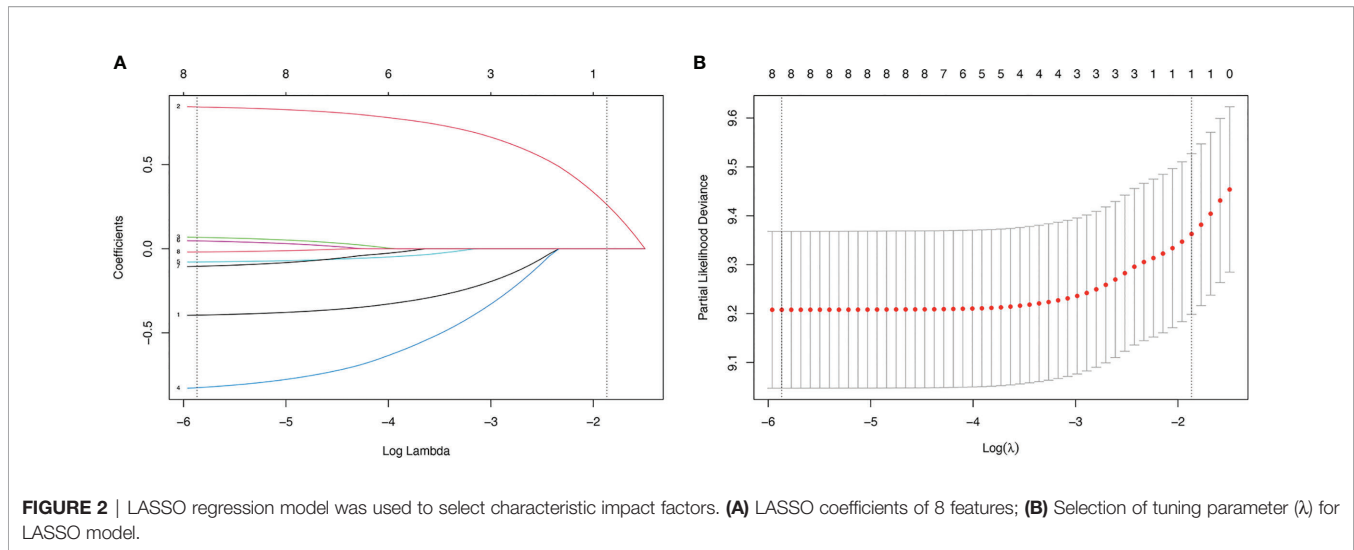 A
8 8 6 3 1
2
3
6
8
5
7
1
4
0.5
0.0
−0.5
Coefficients
−6 −5 −4 −3 −2
Log Lambda
B
8 8 8 8 8 8 8 8 8 7 6 5 5 4 4 4 3 3 3 3 1 1 1 1 0
9.6
9.5
9.4
9.3
9.2
9.1
Partial Likelihood Deviance
−6 −5 −4 −3 −2
Log(λ)
FIGURE 2 | LASSO regression model was used to select characteristic impact factors. (A) LASSO coefficients of 8 features; (B) Selection of tuning parameter (λ) for
LASSO model.